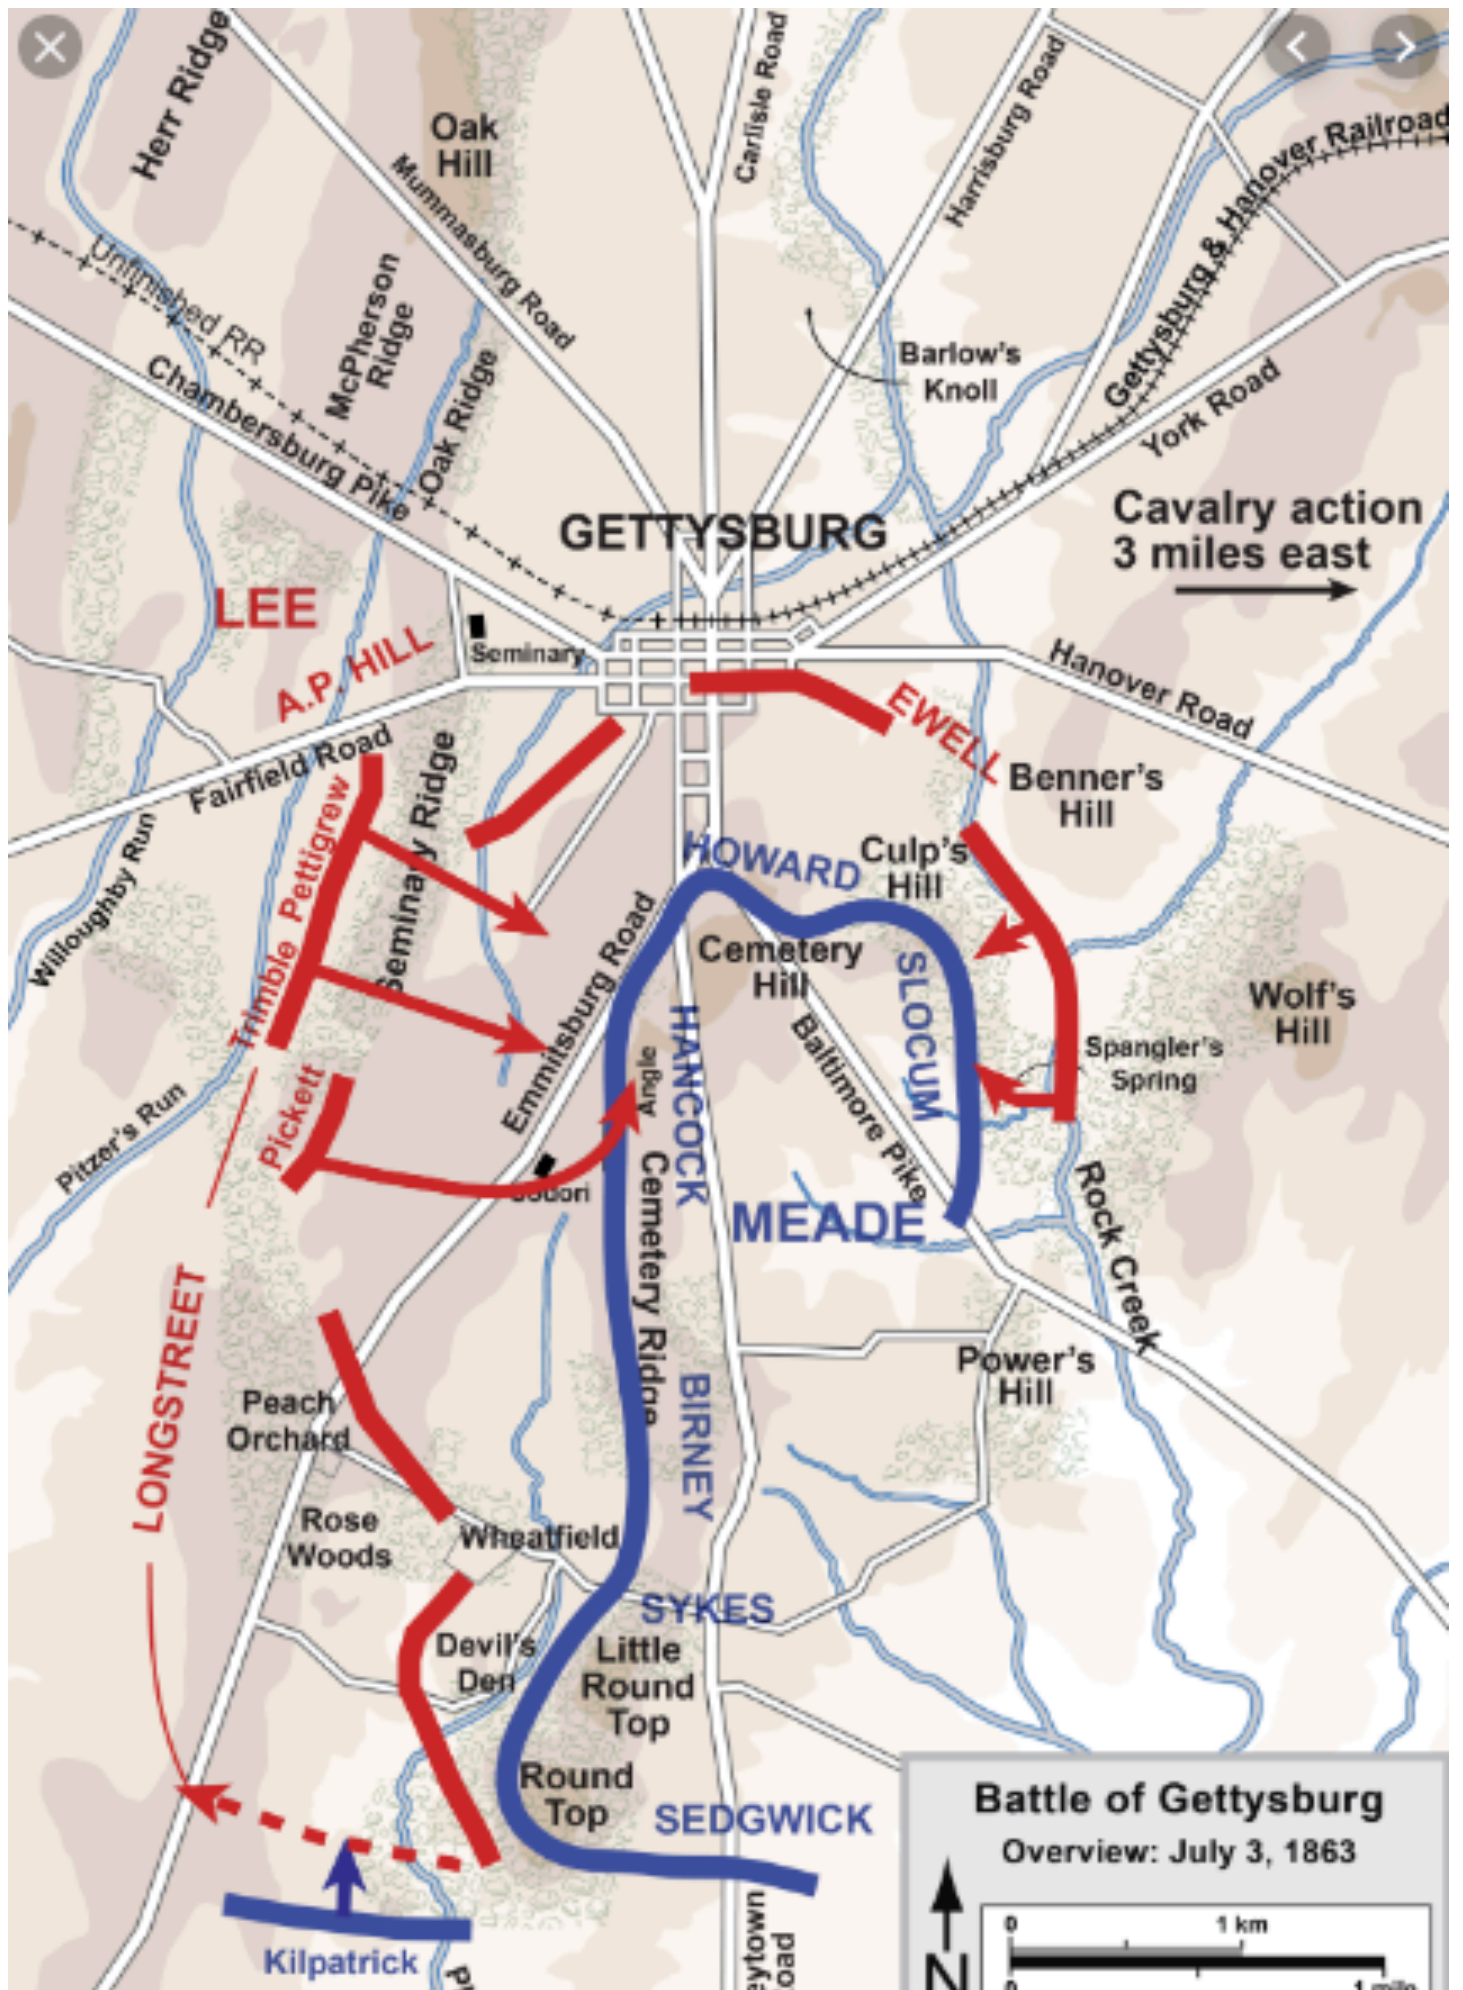 Herr Ridge
Oak
Hill
Mummasburg Road
Carlisle Road
Harrisburg Road
Gettysburg & Hanover Railroad
Unfinished RR
McPherson
Ridge
Oak Ridge
Chambersburg Pike
Barlow's
Knoll
York Road
GETTYSBURG
Cavalry action
3 miles east
LEE
A.P. HILL
Seminary
Hanover Road
EWELL
Fairfield Road
Benner's
Hill
Seminary Ridge
Willoughby Run
Trimble Pettigrew
HOWARD
Culp's
Hill
Cemetery
Hill
SLOCUM
Wolf's
Hill
Emmitsburg Road
HANCOCK
Angle
Baltimore Pike
Spangler's
Spring
Pickett
Pitzer's Run
Cemetery Ridge
MEADE
Rock Creek
LONGSTREET
Peach
Orchard
BIRNEY
Power's
Hill
Rose
Woods
Wheatfield
SYKES
Devil's
Den
Little
Round
Top
Round
Top
SEDGWICK
Kilpatrick
Battle of Gettysburg
Overview: July 3, 1863
N
0 1 km
0 1 mile